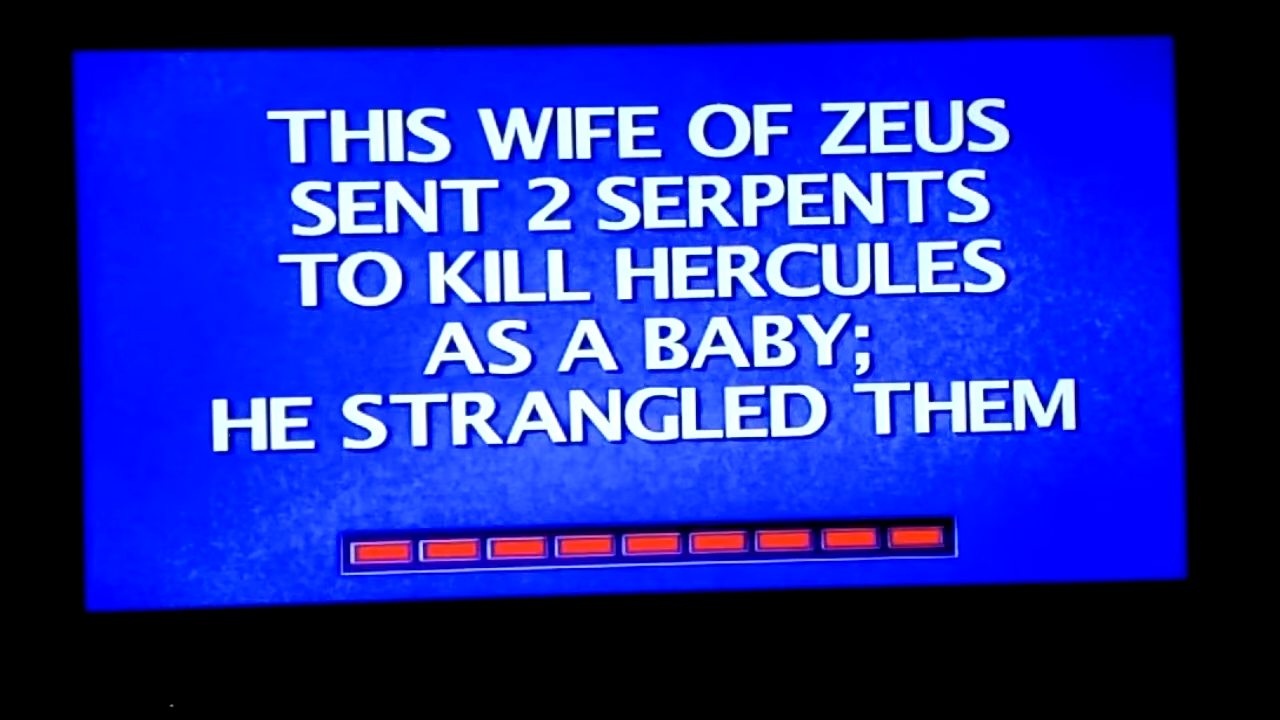 THIS WIFE OF ZEUS
SENT 2 SERPENTS
TO KILL HERCULES
AS A BABY;
HE STRANGLED THEM